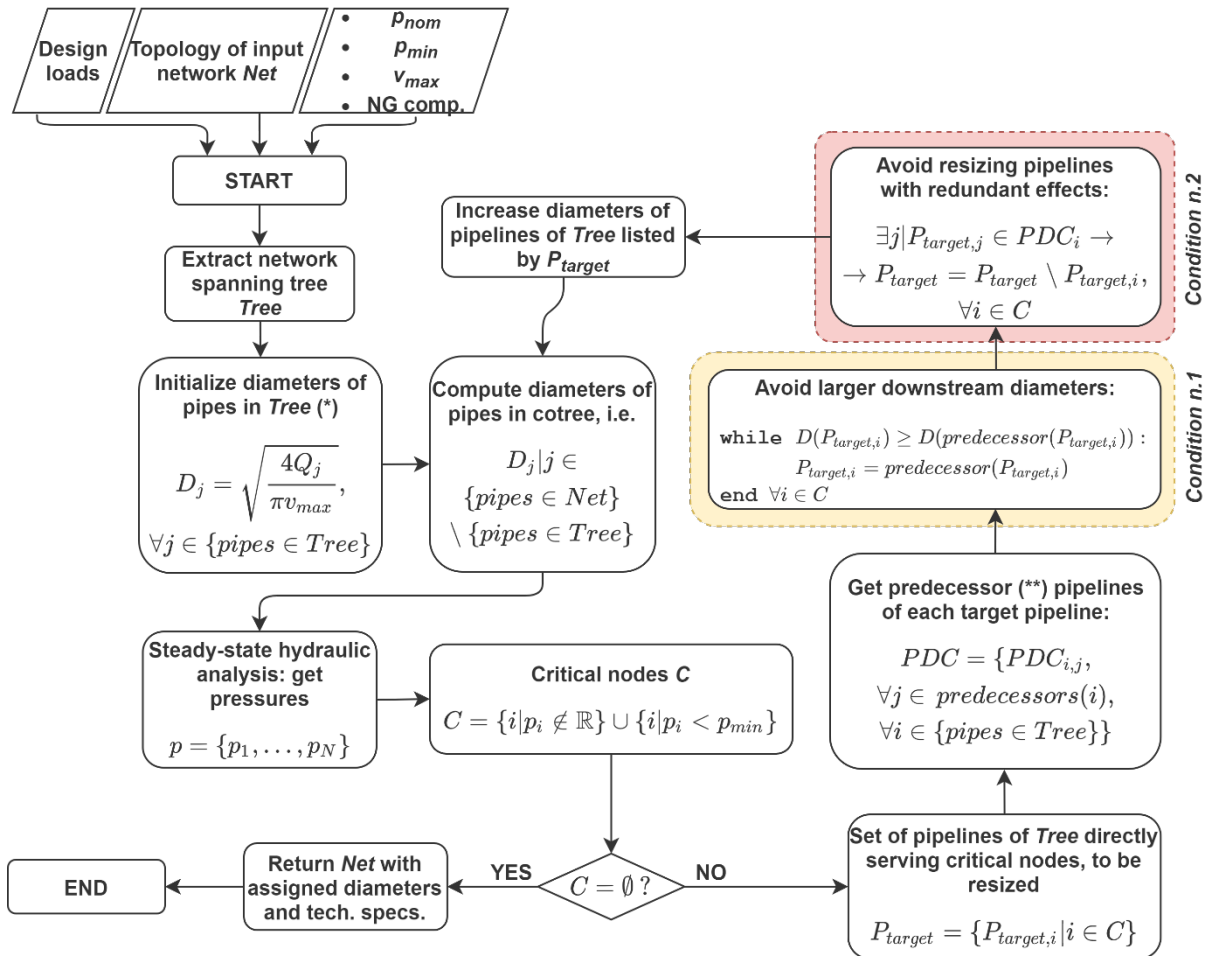 Design
loads
Topology of input
network Net
• p_nom
• p_min
• v_max
• NG comp.
START
Extract network
spanning tree
Tree
Initialize diameters of
pipes in Tree (*)
D_j = √(4Q_j / πv_max),
∀j ∈ {pipes ∈ Tree}
Increase diameters of
pipelines of Tree listed
by P_target
Compute diameters of
pipes in cotree, i.e.
D_j|j ∈
{pipes ∈ Net}
\ {pipes ∈ Tree}
Steady-state hydraulic
analysis: get
pressures
p = {p_1, . . . , p_N}
Critical nodes C
C = {i|p_i ∉ ℝ} ∪ {i|p_i < p_min}
C = ∅ ?
YES
NO
Return Net with
assigned diameters
and tech. specs.
END
Set of pipelines of Tree directly
serving critical nodes, to be
resized
P_target = {P_target,i|i ∈ C}
Get predecessor (**) pipelines
of each target pipeline:
PDC = {PDC_i,j,
∀j ∈ predecessors(i),
∀i ∈ {pipes ∈ Tree}}
Avoid larger downstream diameters:
while D(P_target,i) ≥ D(predecessor(P_target,i)) :
P_target,i = predecessor(P_target,i)
end ∀i ∈ C
Condition n.1
Avoid resizing pipelines
with redundant effects:
∃j|P_target,j ∈ PDC_i →
→ P_target = P_target \ P_target,i,
∀i ∈ C
Condition n.2